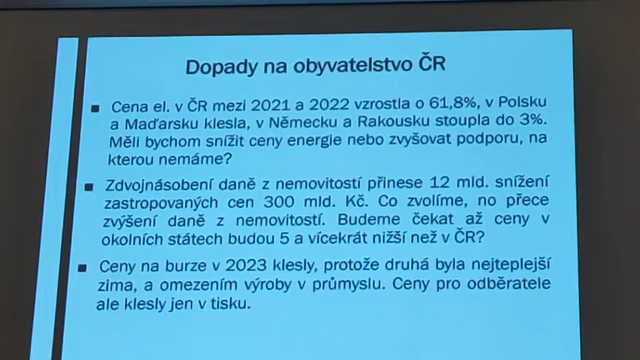 Dopady na obyvatelstvo ČR
▪ Cena el. v ČR mezi 2021 a 2022 vzrostla o 61,8%, v Polsku
a Maďarsku klesla, v Německu a Rakousku stoupla do 3%.
Měli bychom snížit ceny energie nebo zvyšovat podporu, na
kterou nemáme?
▪ Zdvojnásobení daně z nemovitostí přinese 12 mld. snížení
zastropovaných cen 300 mld. Kč. Co zvolíme, no přece
zvýšení daně z nemovitostí. Budeme čekat až ceny v
okolních státech budou 5 a vícekrát nižší než v ČR?
▪ Ceny na burze v 2023 klesly, protože druhá byla nejteplejší
zima, a omezením výroby v průmyslu. Ceny pro odběratele
ale klesly jen v tisku.